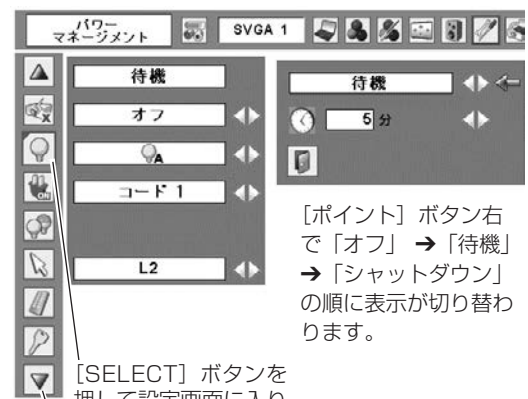 パワー
マネージメント
SVGA 1
待機
オフ
A
コード 1
L2
X
ON
待機
5 分
[ポイント] ボタン右
で「オフ」 ➔「待機」
➔「シャットダウン」
の順に表示が切り替わ
ります。
[SELECT] ボタンを
押して設定画面に入り